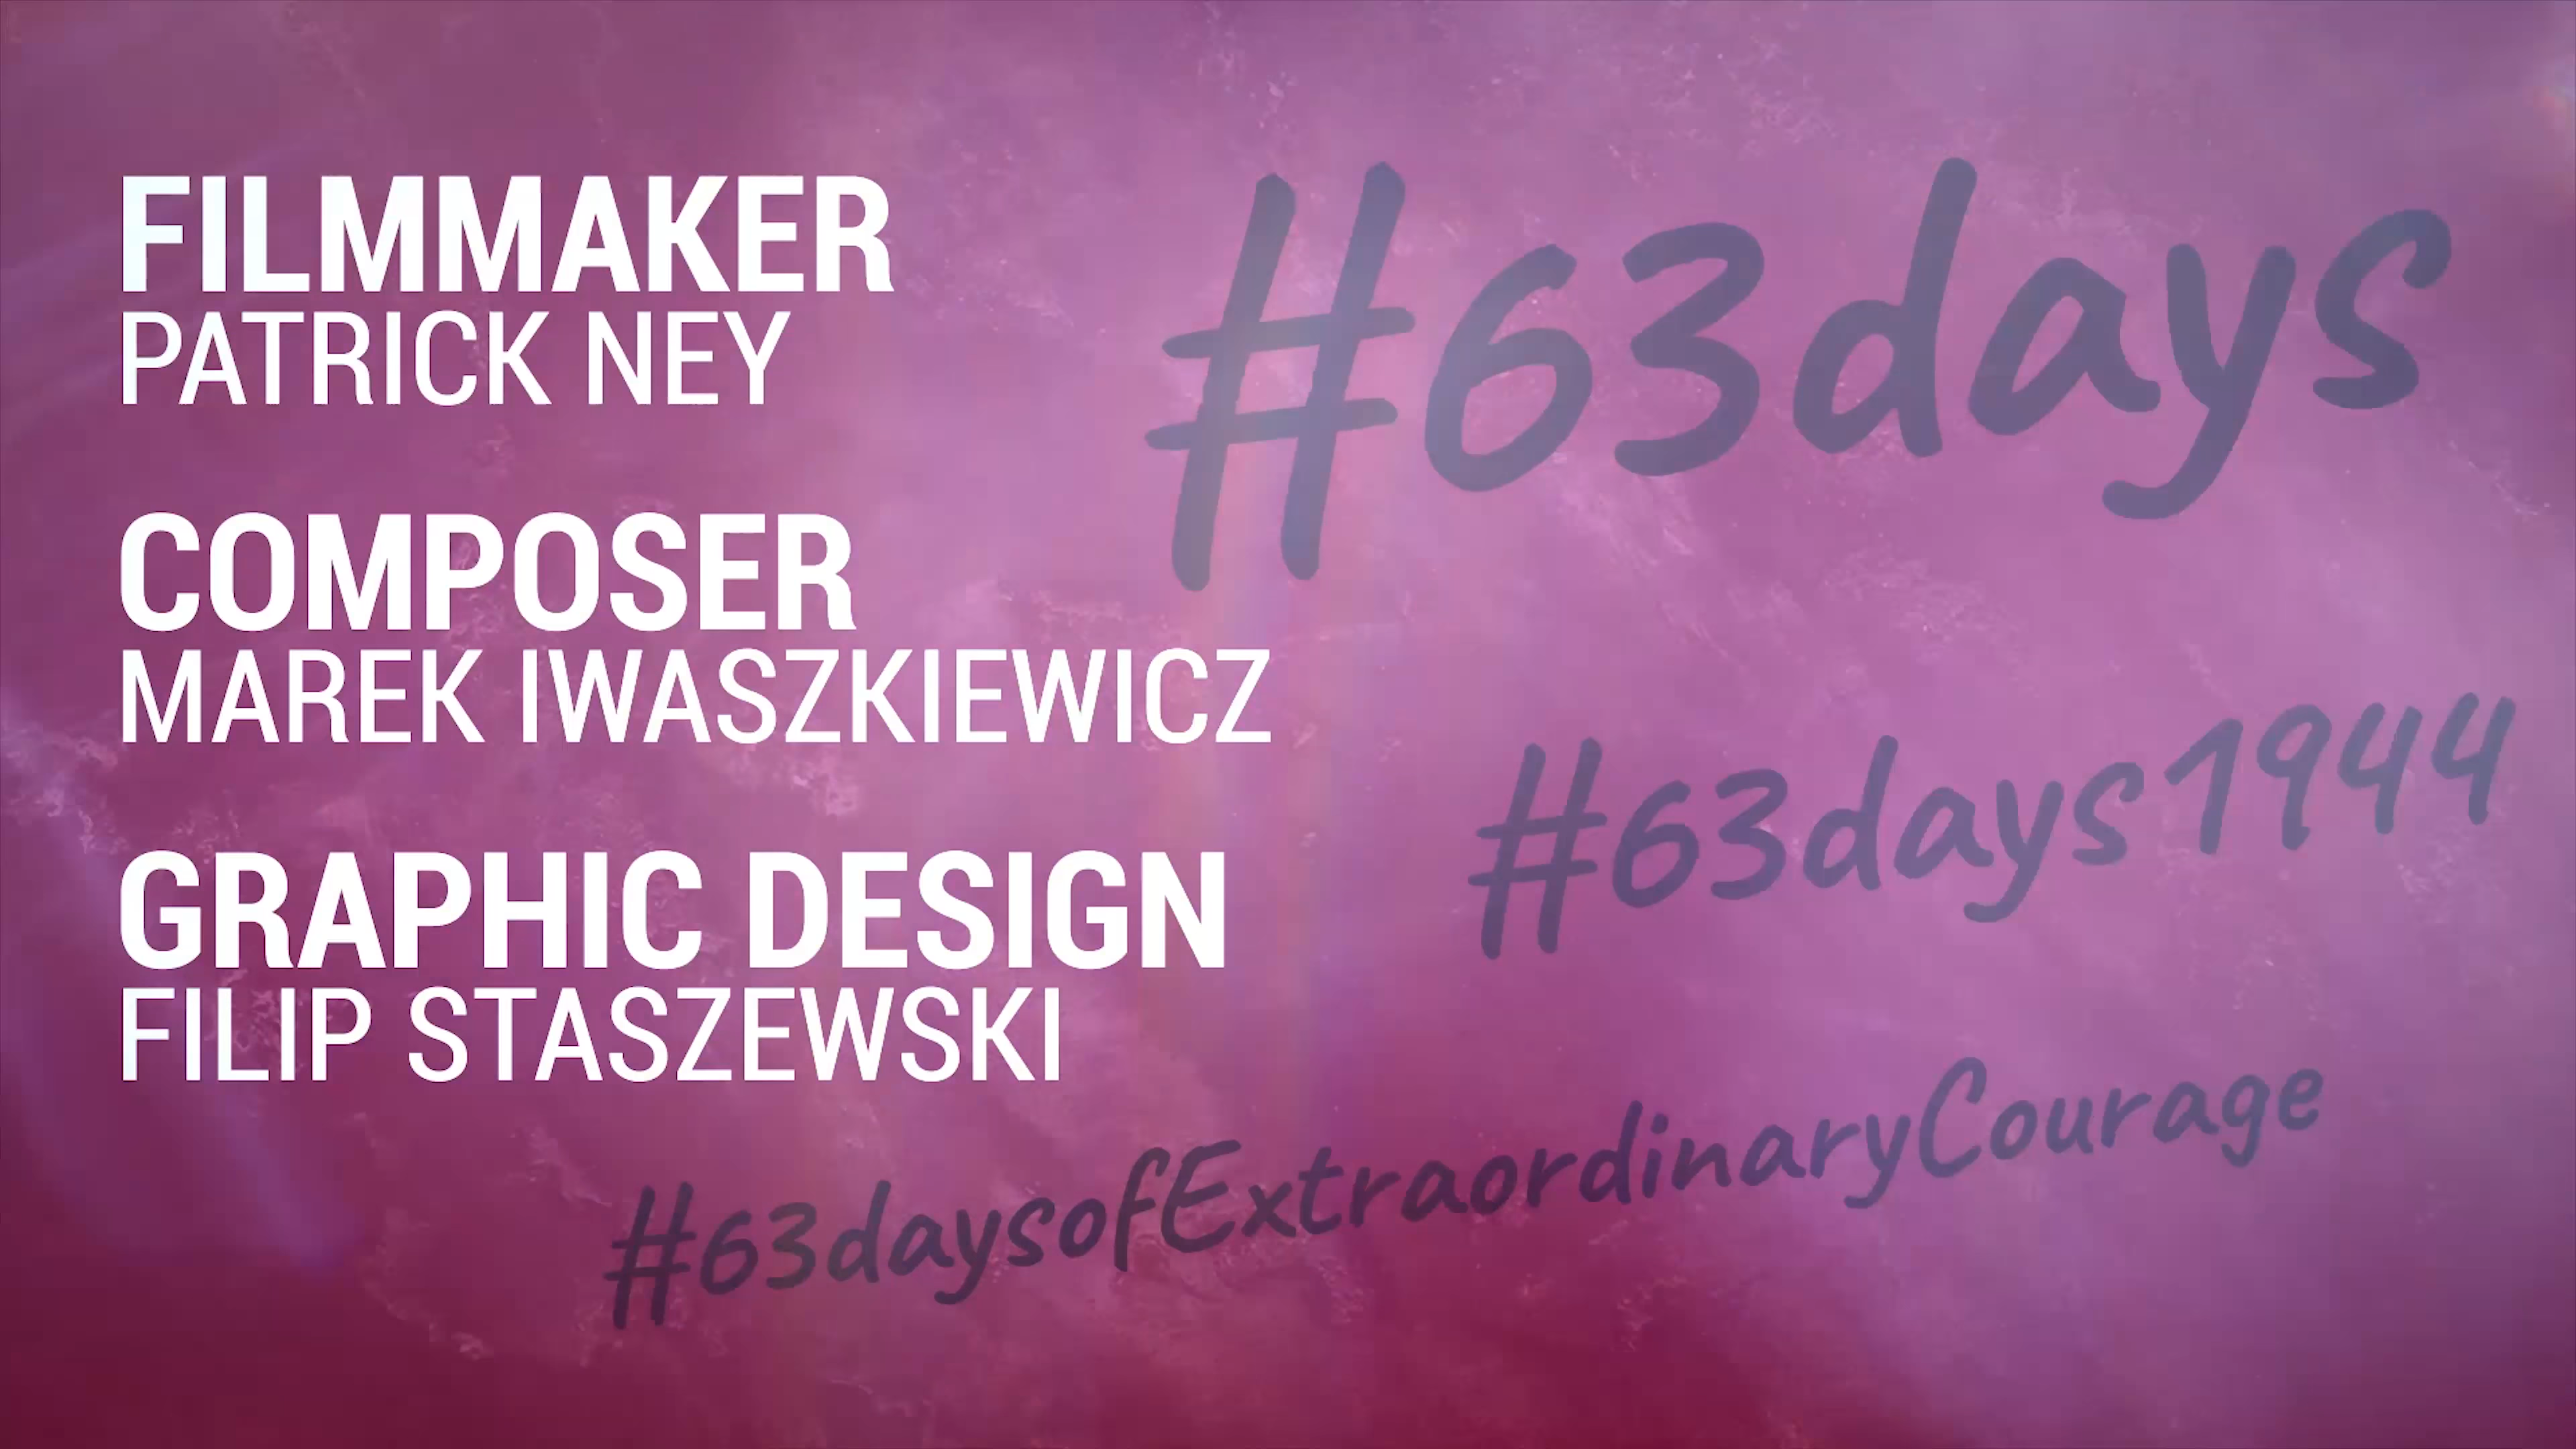 FILMMAKER
PATRICK NEY
COMPOSER
MAREK IWASZKIEWICZ
GRAPHIC DESIGN
FILIP STASZEWSKI
#63days
#63days1944
#63daysofExtraordinaryCourage